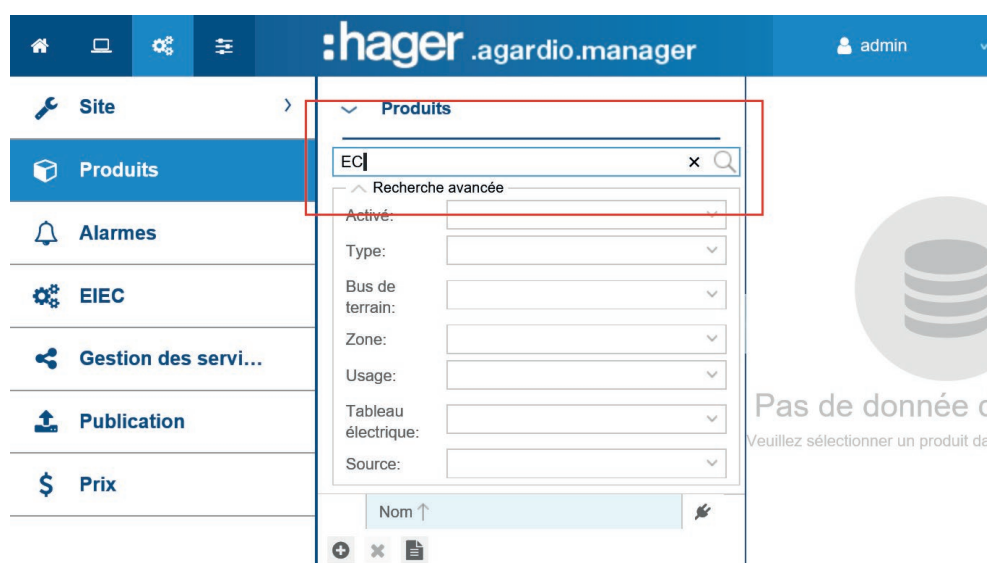 :hager .agardio.manager
admin
Site
Produits
Alarmes
EIEC
Gestion des servi...
Publication
Prix
Produits
EC
Recherche avancée
Activé:
Type:
Bus de terrain:
Zone:
Usage:
Tableau électrique:
Source:
Nom
Pas de donnée
Veuillez sélectionner un produit